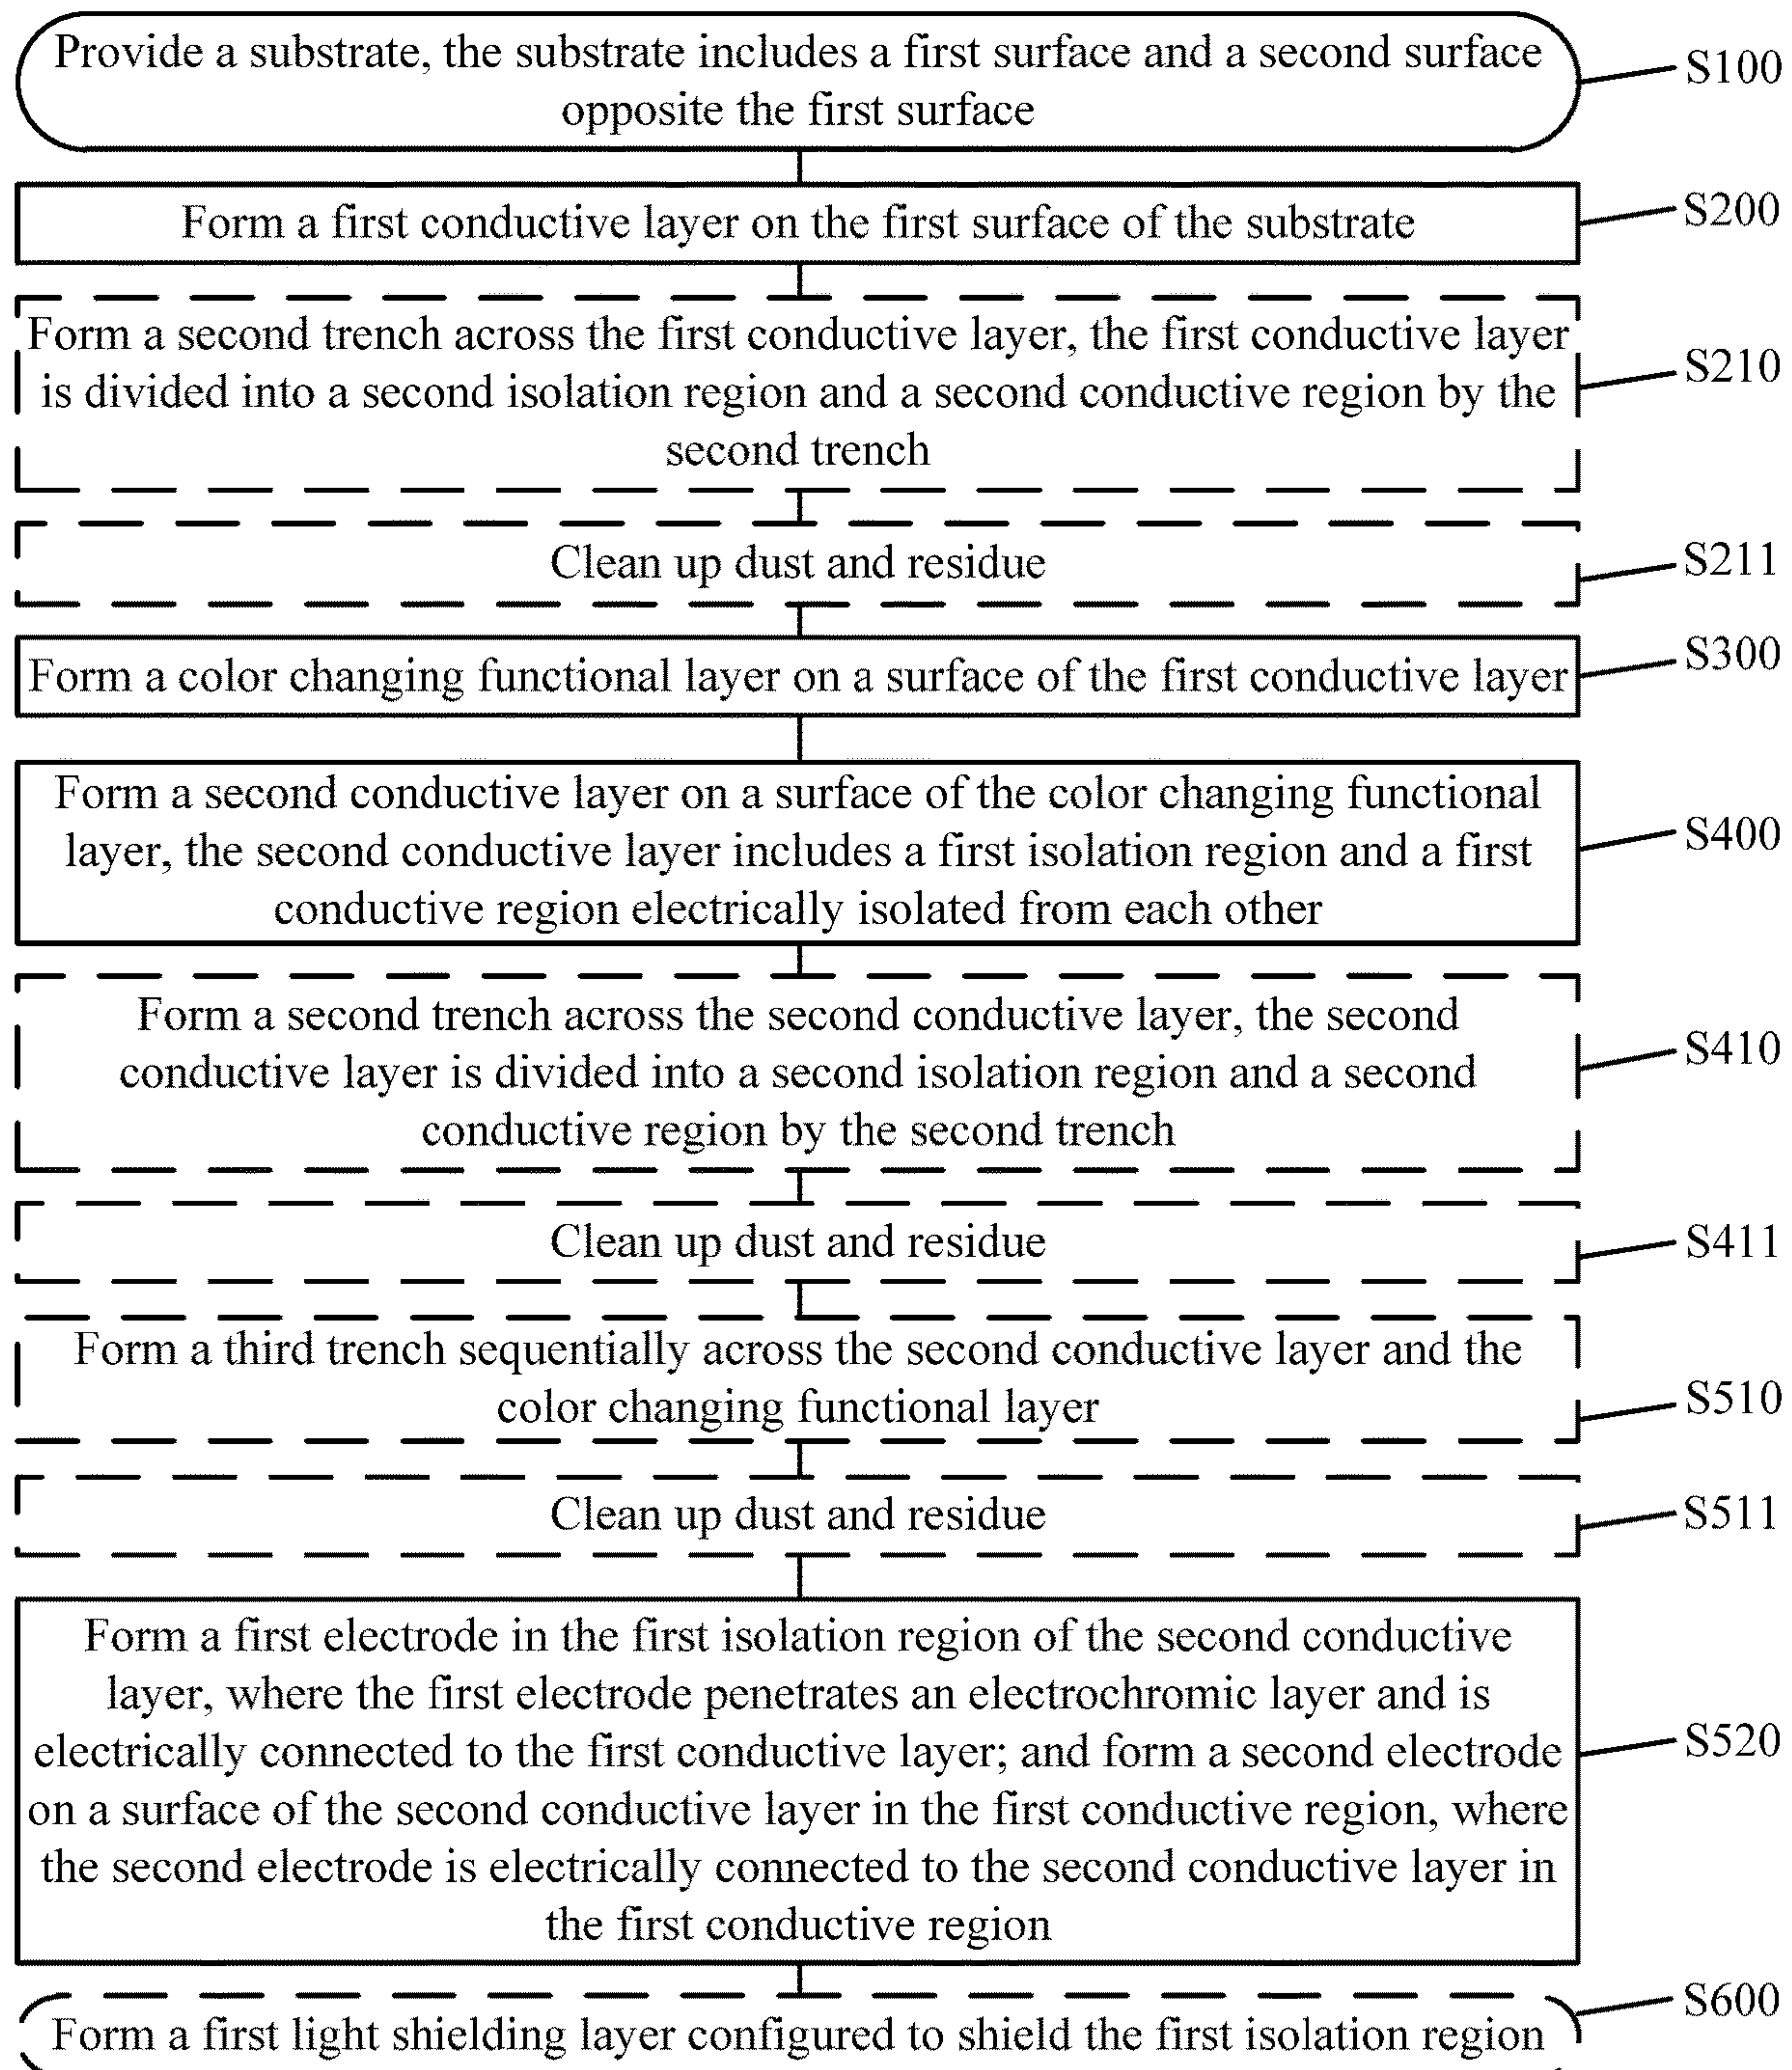 Provide a substrate, the substrate includes a first surface and a second surface
opposite the first surface
S100
Form a first conductive layer on the first surface of the substrate
S200
Form a second trench across the first conductive layer, the first conductive layer
is divided into a second isolation region and a second conductive region by the
second trench
S210
Clean up dust and residue
S211
Form a color changing functional layer on a surface of the first conductive layer
S300
Form a second conductive layer on a surface of the color changing functional
layer, the second conductive layer includes a first isolation region and a first
conductive region electrically isolated from each other
S400
Form a second trench across the second conductive layer, the second
conductive layer is divided into a second isolation region and a second
conductive region by the second trench
S410
Clean up dust and residue
S411
Form a third trench sequentially across the second conductive layer and the
color changing functional layer
S510
Clean up dust and residue
S511
Form a first electrode in the first isolation region of the second conductive
layer, where the first electrode penetrates an electrochromic layer and is
electrically connected to the first conductive layer; and form a second electrode
on a surface of the second conductive layer in the first conductive region, where
the second electrode is electrically connected to the second conductive layer in
the first conductive region
S520
Form a first light shielding layer configured to shield the first isolation region
S600